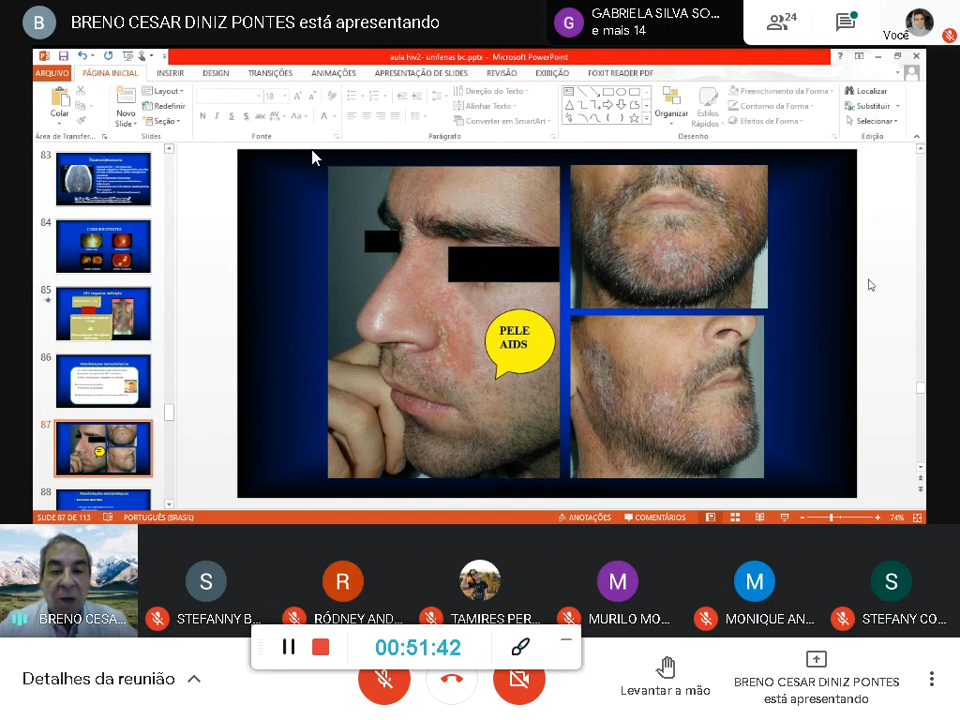 B
BRENO CESAR DINIZ PONTES está apresentando
G
GABRIELA SILVA SO...
e mais 14
24
Você
aula hiv2- unifenas bc.pptx - Microsoft PowerPoint
ARQUIVO PÁGINA INICIAL INSERIR DESIGN TRANSIÇÕES ANIMAÇÕES APRESENTAÇÃO DE SLIDES REVISÃO EXIBIÇÃO FOXIT READER PDF
Colar
Novo
Slide
Layout
Redefinir
Seção
18
N I S S abc AV Aa A
Direção do Texto
Alinhar Texto
Converter em SmartArt
Organizar
Estilos
Rápidos
Preenchimento da Forma
Contorno da Forma
Efeitos de Forma
Localizar
Substituir
Selecionar
Área de Transfer...
Slides
Fonte
Parágrafo
Desenho
Edição
83
84
85
86
87
88
PELE
AIDS
SLIDE 87 DE 113 PORTUGUÊS (BRASIL)
ANOTAÇÕES COMENTÁRIOS 74%
BRENO CESA...
S
STEFANNY B...
R
RÓDNEY AND...
TAMIRES PER...
M
MURILO MO...
M
MONIQUE AN...
S
STEFANY CO...
00:51:42
Detalhes da reunião
Levantar a mão
BRENO CESAR DINIZ PONTES
está apresentando